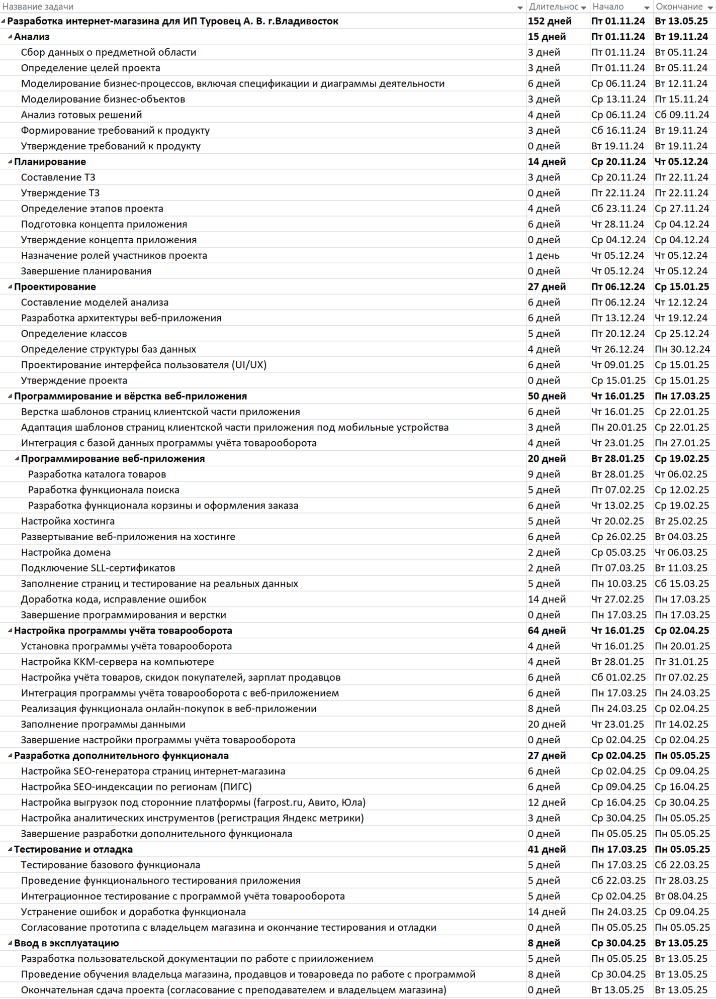 Название задачи Длительнос Начало Окончание
Разработка интернет-магазина для ИП Туровец А. В. г.Владивосток 152 дней Пт 01.11.24 Вт 13.05.25
Анализ 15 дней Пт 01.11.24 Вт 19.11.24
Сбор данных о предметной области 3 дней Пт 01.11.24 Вт 05.11.24
Определение целей проекта 3 дней Пт 01.11.24 Вт 05.11.24
Моделирование бизнес-процессов, включая спецификации и диаграммы деятельности 6 дней Ср 06.11.24 Вт 12.11.24
Моделирование бизнес-объектов 3 дней Ср 13.11.24 Пт 15.11.24
Анализ готовых решений 4 дней Ср 06.11.24 Сб 09.11.24
Формирование требований к продукту 3 дней Сб 16.11.24 Вт 19.11.24
Утверждение требований к продукту 0 дней Вт 19.11.24 Вт 19.11.24
Планирование 14 дней Ср 20.11.24 Чт 05.12.24
Составление ТЗ 3 дней Ср 20.11.24 Пт 22.11.24
Утверждение ТЗ 0 дней Пт 22.11.24 Пт 22.11.24
Определение этапов проекта 4 дней Сб 23.11.24 Ср 27.11.24
Подготовка концепта приложения 6 дней Чт 28.11.24 Ср 04.12.24
Утверждение концепта приложения 0 дней Ср 04.12.24 Ср 04.12.24
Назначение ролей участников проекта 1 день Чт 05.12.24 Чт 05.12.24
Завершение планирования 0 дней Чт 05.12.24 Чт 05.12.24
Проектирование 27 дней Пт 06.12.24 Ср 15.01.25
Составление моделей анализа 6 дней Пт 06.12.24 Чт 12.12.24
Разработка архитектуры веб-приложения 6 дней Пт 13.12.24 Чт 19.12.24
Определение классов 5 дней Пт 20.12.24 Ср 25.12.24
Определение структуры баз данных 4 дней Чт 26.12.24 Пн 30.12.24
Проектирование интерфейса пользователя (UI/UX) 6 дней Чт 09.01.25 Ср 15.01.25
Утверждение проекта 0 дней Ср 15.01.25 Ср 15.01.25
Программирование и вёрстка веб-приложения 50 дней Чт 16.01.25 Пн 17.03.25
Верстка шаблонов страниц клиентской части приложения 6 дней Чт 16.01.25 Ср 22.01.25
Адаптация шаблонов страниц клиентской части приложения под мобильные устройства 3 дней Пн 20.01.25 Ср 22.01.25
Интеграция с базой данных программы учёта товарооборота 4 дней Чт 23.01.25 Пн 27.01.25
Программирование веб-приложения 20 дней Вт 28.01.25 Ср 19.02.25
Разработка каталога товаров 9 дней Вт 28.01.25 Чт 06.02.25
Раработка функционала поиска 5 дней Пт 07.02.25 Ср 12.02.25
Разработка функционала корзины и оформления заказа 6 дней Чт 13.02.25 Ср 19.02.25
Настройка хостинга 5 дней Чт 20.02.25 Вт 25.02.25
Развертывание веб-приложения на хостинге 6 дней Ср 26.02.25 Вт 04.03.25
Настройка домена 2 дней Ср 05.03.25 Чт 06.03.25
Подключение SLL-сертификатов 2 дней Пт 07.03.25 Вт 11.03.25
Заполнение страниц и тестирование на реальных данных 5 дней Пн 10.03.25 Сб 15.03.25
Доработка кода, исправление ошибок 14 дней Чт 27.02.25 Пн 17.03.25
Завершение программирования и верстки 0 дней Пн 17.03.25 Пн 17.03.25
Настройка программы учёта товарооборота 64 дней Чт 16.01.25 Ср 02.04.25
Установка программы учёта товарооборота 4 дней Чт 16.01.25 Пн 20.01.25
Настройка ККМ-сервера на компьютере 4 дней Вт 28.01.25 Пт 31.01.25
Настройка учёта товаров, скидок покупателей, зарплат продавцов 6 дней Сб 01.02.25 Пт 07.02.25
Интеграция программы учёта товарооборота с веб-приложением 6 дней Пн 17.03.25 Пн 24.03.25
Реализация функционала онлайн-покупок в веб-приложении 8 дней Пн 24.03.25 Ср 02.04.25
Заполнение программы данными 20 дней Чт 23.01.25 Пт 14.02.25
Завершение настройки программы учёта товарооборота 0 дней Ср 02.04.25 Ср 02.04.25
Разработка дополнительного функционала 27 дней Ср 02.04.25 Пн 05.05.25
Настройка SEO-генератора страниц интернет-магазина 6 дней Ср 02.04.25 Ср 09.04.25
Настройка SEO-индексации по регионам (ПИГС) 6 дней Ср 09.04.25 Ср 16.04.25
Настройка выгрузок под сторонние платформы (farpost.ru, Авито, Юла) 12 дней Ср 16.04.25 Ср 30.04.25
Настройка аналитических инструментов (регистрация Яндекс метрики) 3 дней Ср 30.04.25 Пн 05.05.25
Завершение разработки дополнительного функционала 0 дней Пн 05.05.25 Пн 05.05.25
Тестирование и отладка 41 дней Пн 17.03.25 Пн 05.05.25
Тестирование базового функционала 5 дней Пн 17.03.25 Сб 22.03.25
Проведение функционального тестирования приложения 5 дней Сб 22.03.25 Пт 28.03.25
Интеграционное тестирование с программой учёта товарооборота 5 дней Ср 02.04.25 Вт 08.04.25
Устранение ошибок и доработка функционала 14 дней Пн 24.03.25 Ср 09.04.25
Согласование прототипа с владельцем магазина и окончание тестирования и отладки 0 дней Пн 05.05.25 Пн 05.05.25
Ввод в эксплуатацию 8 дней Ср 30.04.25 Вт 13.05.25
Разработка пользовательской документации по работе с прииложением 5 дней Пн 05.05.25 Вт 13.05.25
Проведение обучения владельца магазина, продавцов и товароведа по работе с программой 8 дней Ср 30.04.25 Вт 13.05.25
Окончательная сдача проекта (согласование с преподавателем и владельцем магазина) 0 дней Вт 13.05.25 Вт 13.05.25